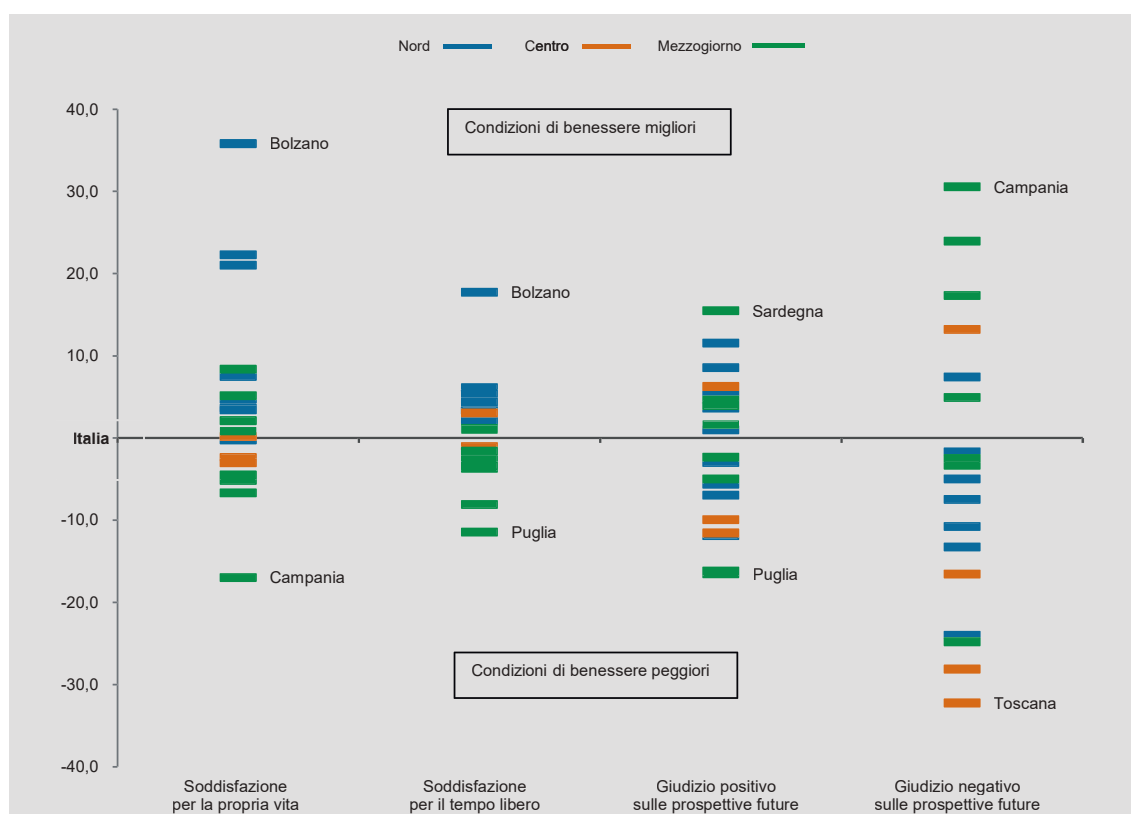 Nord Centro Mezzogiorno
40,0
Condizioni di benessere migliori
Bolzano
30,0
Campania
20,0
Bolzano
Sardegna
10,0
Italia
-10,0
Puglia
Campania
Puglia
-20,0
Condizioni di benessere peggiori
-30,0
Toscana
-40,0
Soddisfazione
per la propria vita
Soddisfazione
per il tempo libero
Giudizio positivo
sulle prospettive future
Giudizio negativo
sulle prospettive future